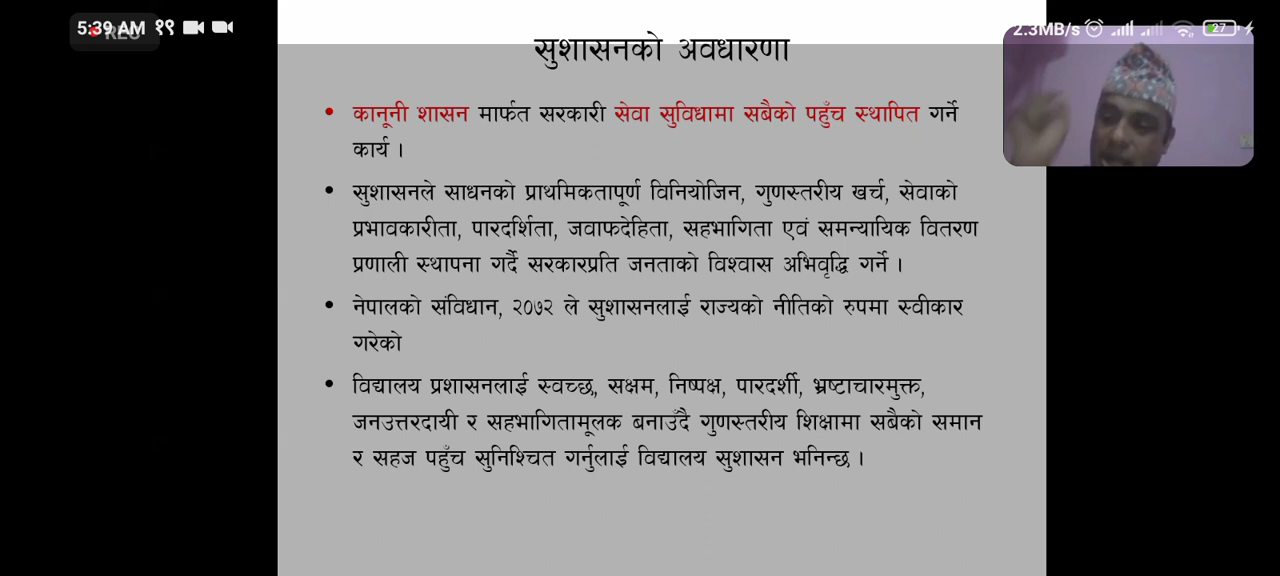 5:39 AM ११
REC
2.3MB/s
27
सुशासनको अवधारणा
• कानूनी शासन मार्फत सरकारी सेवा सुविधामा सबैको पहुँच स्थापित गर्ने
कार्य ।
• सुशासनले साधनको प्राथमिकतापूर्ण विनियोजिन, गुणस्तरीय खर्च, सेवाको
प्रभावकारीता, पारदर्शिता, जवाफदेहिता, सहभागिता एवं समन्यायिक वितरण
प्रणाली स्थापना गर्दै सरकारप्रति जनताको विश्वास अभिवृद्धि गर्ने ।
• नेपालको संविधान, २०७२ ले सुशासनलाई राज्यको नीतिको रुपमा स्वीकार
गरेको
• विद्यालय प्रशासनलाई स्वच्छ, सक्षम, निष्पक्ष, पारदर्शी, भ्रष्टाचारमुक्त,
जनउत्तरदायी र सहभागितामूलक बनाउँदै गुणस्तरीय शिक्षामा सबैको समान
र सहज पहुँच सुनिश्चित गर्नुलाई विद्यालय सुशासन भनिन्छ ।